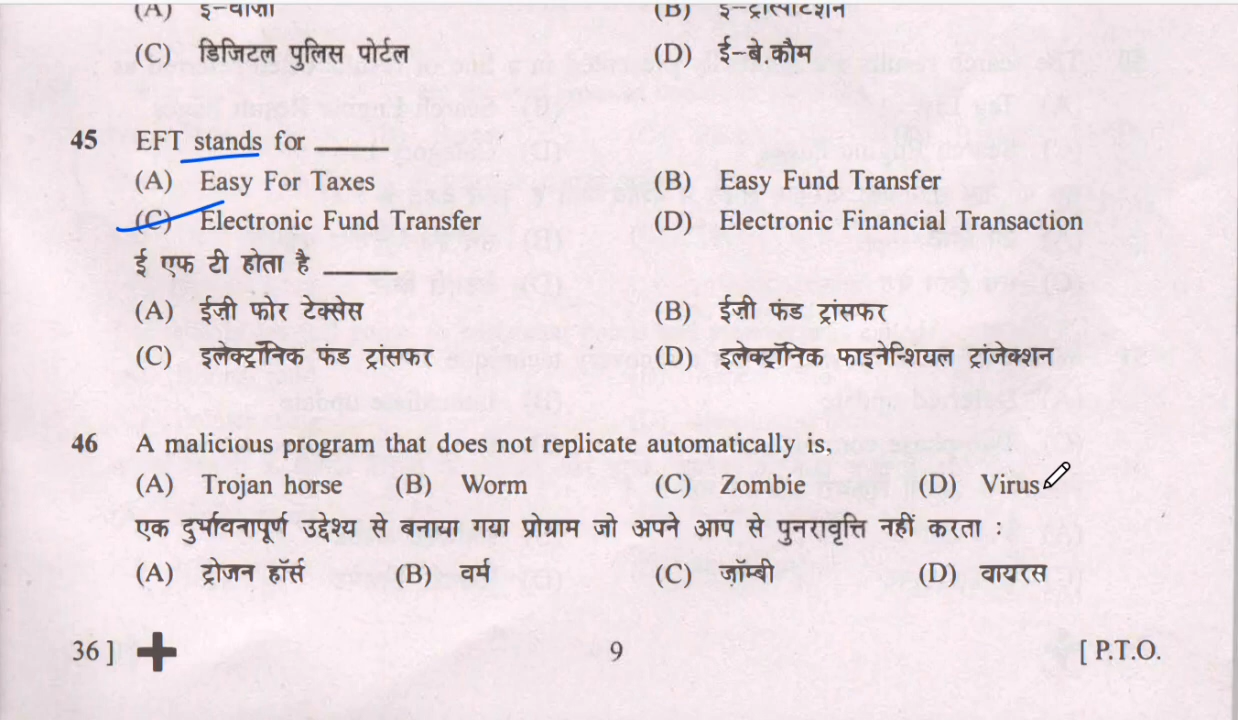 (A) ई-वाजा (B) ई-ट्रांस्पोर्टेशन
(C) डिजिटल पुलिस पोर्टल (D) ई-बे.कौम
45 EFT stands for ______
(A) Easy For Taxes (B) Easy Fund Transfer
(C) Electronic Fund Transfer (D) Electronic Financial Transaction
ई एफ टी होता है ______
(A) ईज़ी फोर टेक्सेस (B) ईज़ी फंड ट्रांसफर
(C) इलेक्ट्रॉनिक फंड ट्रांसफर (D) इलेक्ट्रॉनिक फाइनेन्शियल ट्रांजेक्शन
46 A malicious program that does not replicate automatically is,
(A) Trojan horse (B) Worm (C) Zombie (D) Virus
एक दुर्भावनापूर्ण उद्देश्य से बनाया गया प्रोग्राम जो अपने आप से पुनरावृत्ति नहीं करता :
(A) ट्रोजन हॉर्स (B) वर्म (C) जॉम्बी (D) वायरस
36 ] 9 [ P.T.O.